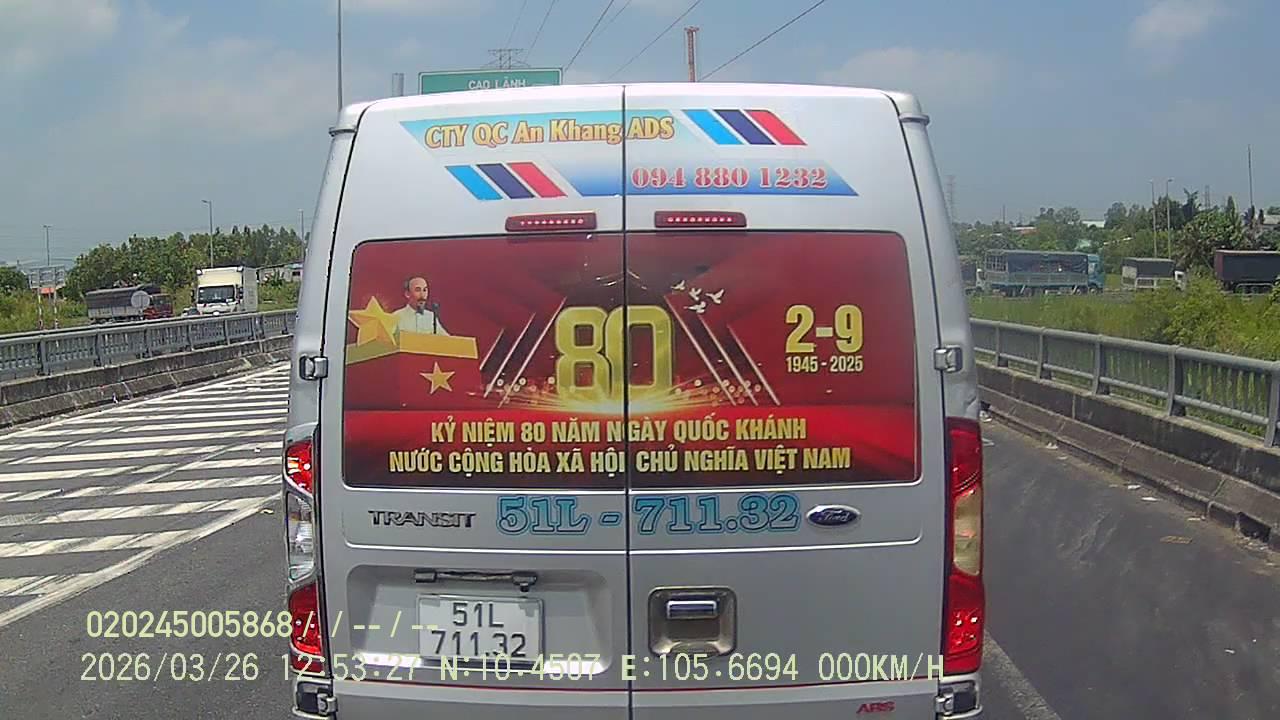 CAO LÃNH
CTY QC An Khang ADS
094 880 1232
80
2-9
1945 - 2025
KỶ NIỆM 80 NĂM NGÀY QUỐC KHÁNH
NƯỚC CỘNG HÒA XÃ HỘI CHỦ NGHĨA VIỆT NAM
TRANSIT
51L - 711.32
Ford
51L
711.32
020245005868/ / -- / --
2026/03/26 12:53:27 N:10.4507 E:105.6694 000KM/H
ABS